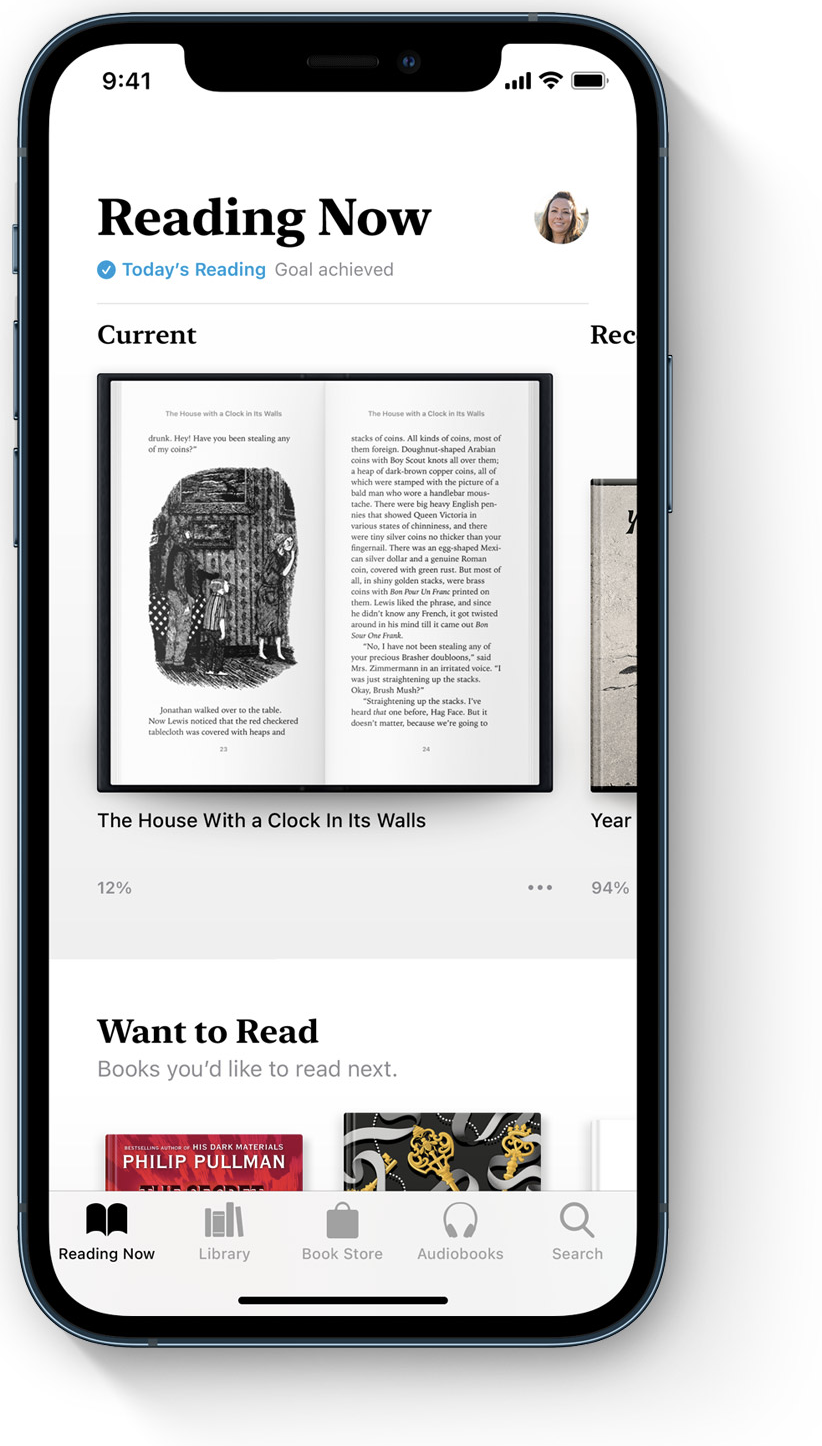 9:41
Reading Now
Today's Reading Goal achieved
Current
Rec
The House with a Clock in Its Walls
drunk. Hey! Have you been stealing any
of my coins?"
Jonathan walked over to the table.
Now Lewis noticed that the red checkered
tablecloth was covered with heaps and
23
The House with a Clock in Its Walls
stacks of coins. All kinds of coins, most of
them foreign. Doughnut-shaped Arabian
coins with Boy Scout knots all over them;
a heap of dark-brown copper coins, all of
which were stamped with the picture of a
bald man who wore a handlebar mous-
tache. There were big heavy English pen-
nies that showed Queen Victoria in
various states of chinniness, and there
were tiny silver coins no thicker than your
fingernail. There was an egg-shaped Mexi-
can silver dollar and a genuine Roman
coin, covered with green rust. But most of
all, in shiny golden stacks, were brass
coins with Bon Pour Un Franc printed on
them. Lewis liked the phrase, and since
he didn't know any French, it got twisted
around in his mind till it came out Bon
Sour One Frank.
"No, I have not been stealing any of
your precious Brasher doubloons," said
Mrs. Zimmermann in an irritated voice. "I
was just straightening up the stacks.
Okay, Brush Mush?"
"Straightening up the stacks. I've
heard that one before, Hag Face. But it
doesn't matter, because we're going to
24
The House With a Clock In Its Walls
Year
12%
94%
Want to Read
Books you'd like to read next.
BESTSELLING AUTHOR OF HIS DARK MATERIALS
PHILIP PULLMAN
THE SECRET
Reading Now
Library
Book Store
Audiobooks
Search